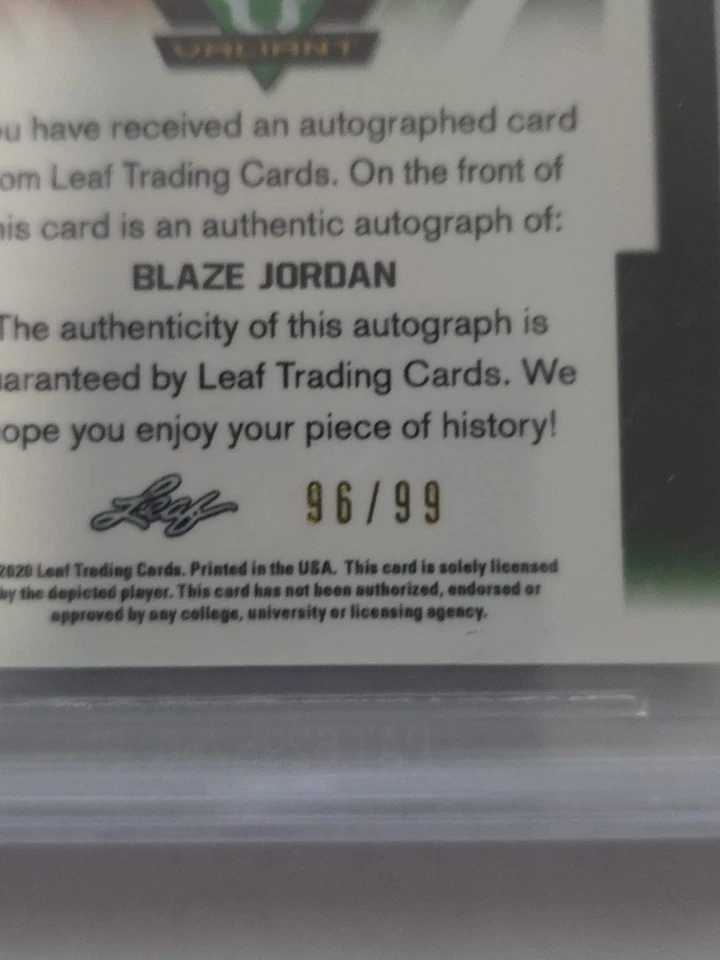 VALIANT
u have received an autographed card
om Leaf Trading Cards. On the front of
his card is an authentic autograph of:
BLAZE JORDAN
The authenticity of this autograph is
aranteed by Leaf Trading Cards. We
ope you enjoy your piece of history!
Leaf 96/99
2020 Leaf Trading Cards. Printed in the USA. This card is solely licensed
by the depicted player. This card has not been authorized, endorsed or
approved by any college, university or licensing agency.